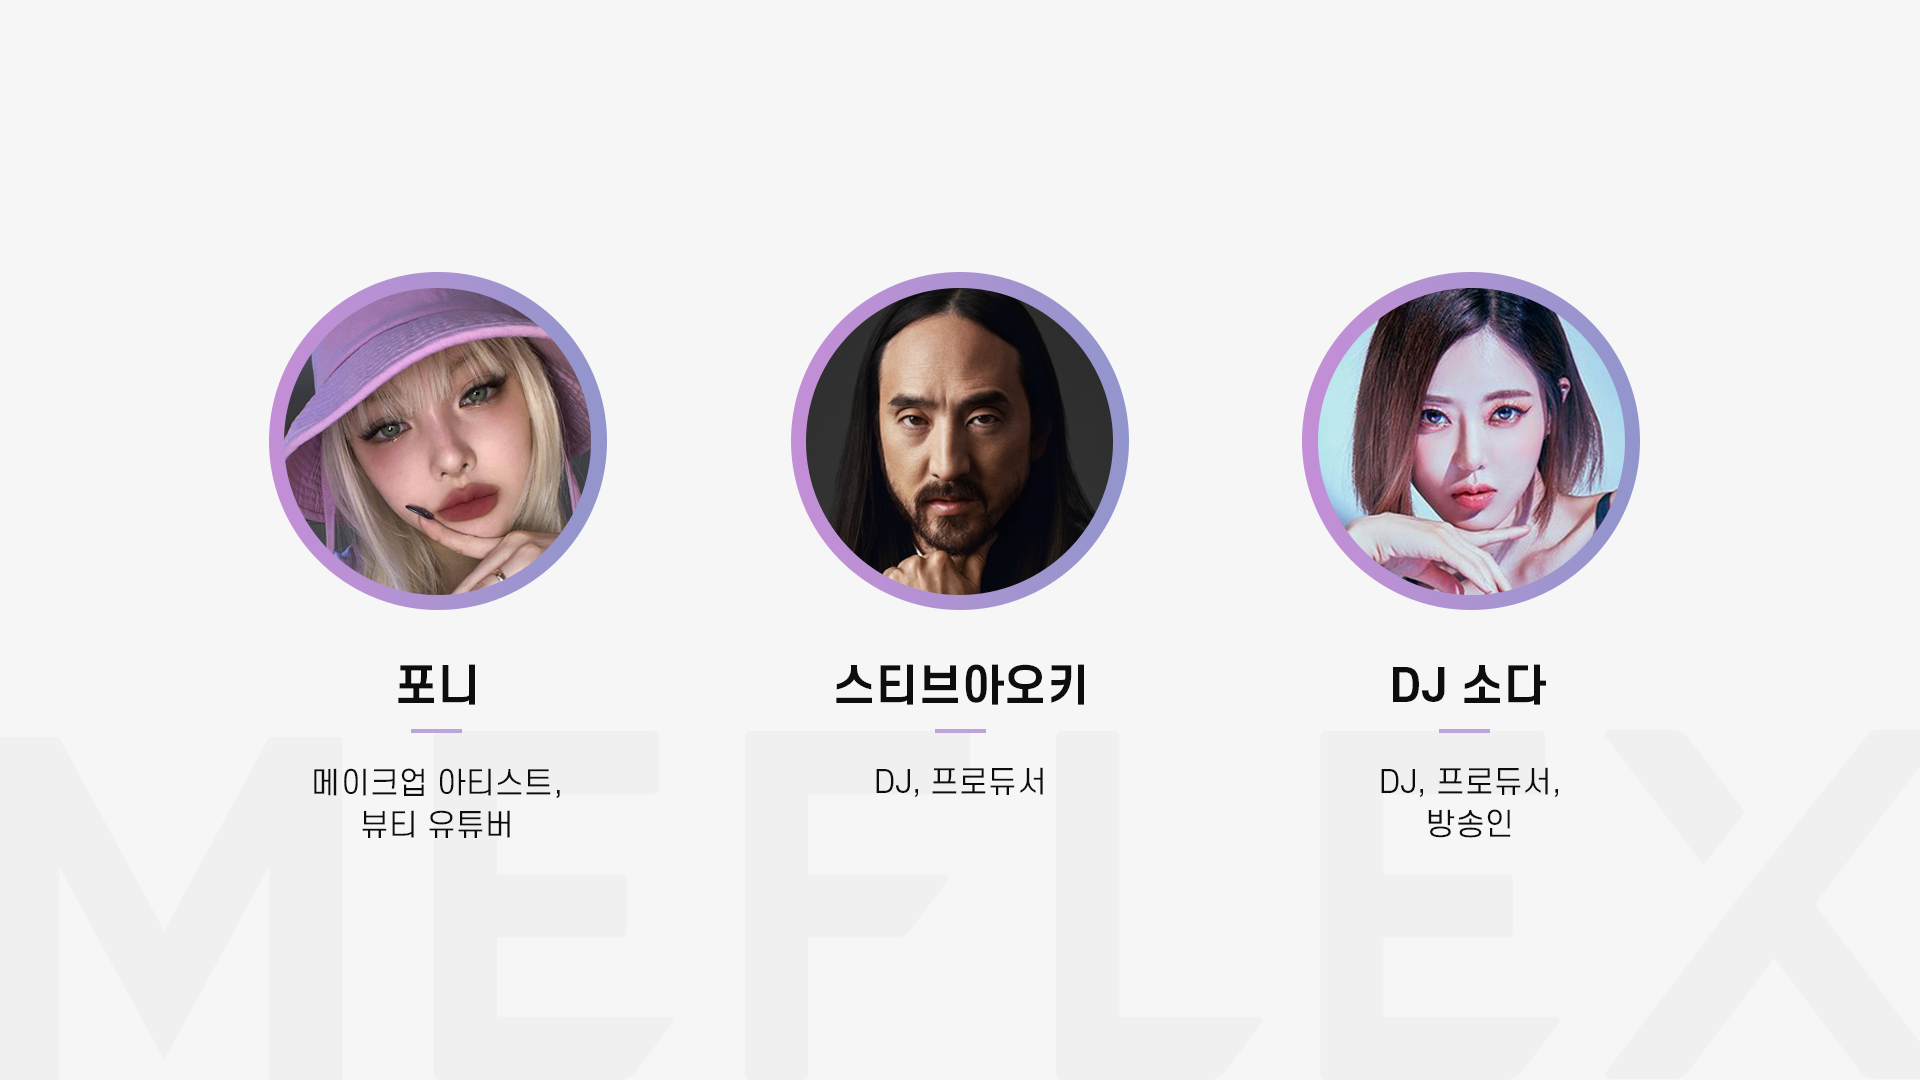 포니
스티브아오키
DJ 소다
메이크업 아티스트,
뷰티 유튜버
DJ, 프로듀서
DJ, 프로듀서,
방송인
MEFLEX